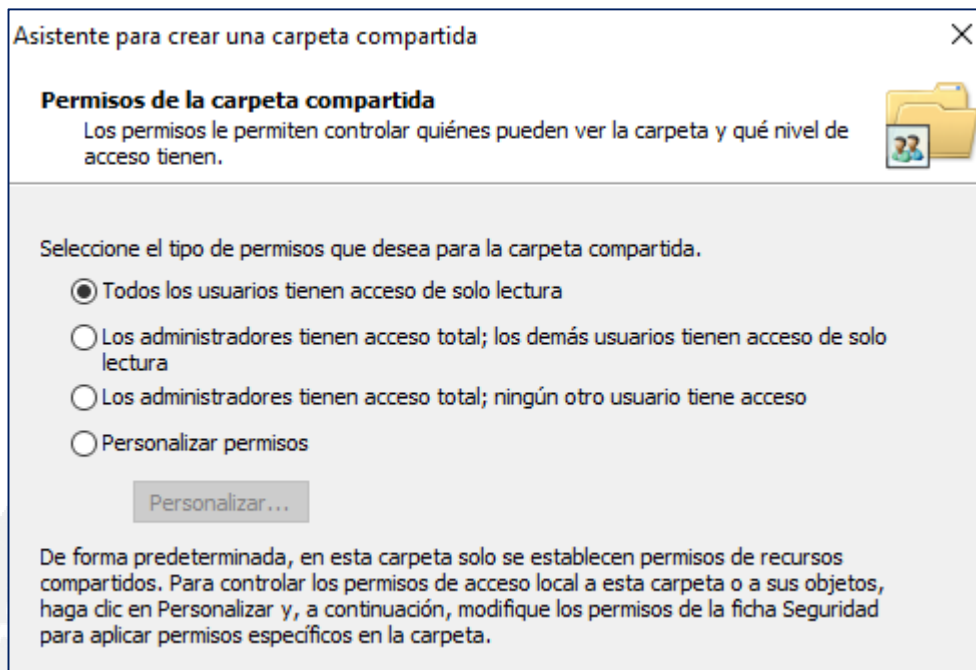 Asistente para crear una carpeta compartida
Permisos de la carpeta compartida
Los permisos le permiten controlar quiénes pueden ver la carpeta y qué nivel de
acceso tienen.
Seleccione el tipo de permisos que desea para la carpeta compartida.
Todos los usuarios tienen acceso de solo lectura
Los administradores tienen acceso total; los demás usuarios tienen acceso de solo
lectura
Los administradores tienen acceso total; ningún otro usuario tiene acceso
Personalizar permisos
Personalizar...
De forma predeterminada, en esta carpeta solo se establecen permisos de recursos
compartidos. Para controlar los permisos de acceso local a esta carpeta o a sus objetos,
haga clic en Personalizar y, a continuación, modifique los permisos de la ficha Seguridad
para aplicar permisos específicos en la carpeta.